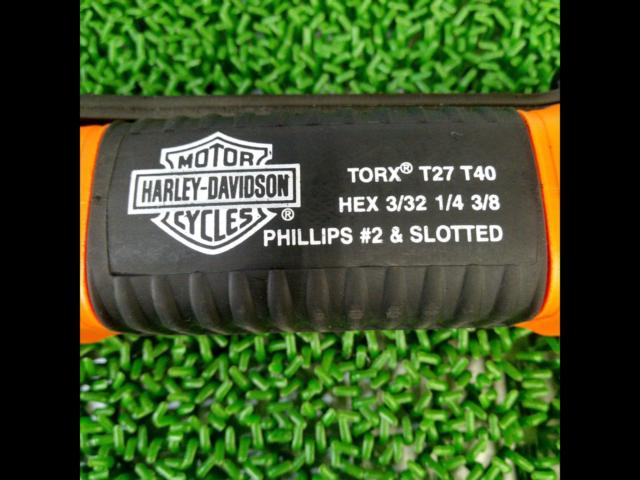 MOTOR
HARLEY-DAVIDSON
CYCLES®
TORX® T27 T40
HEX 3/32 1/4 3/8
PHILLIPS #2 & SLOTTED